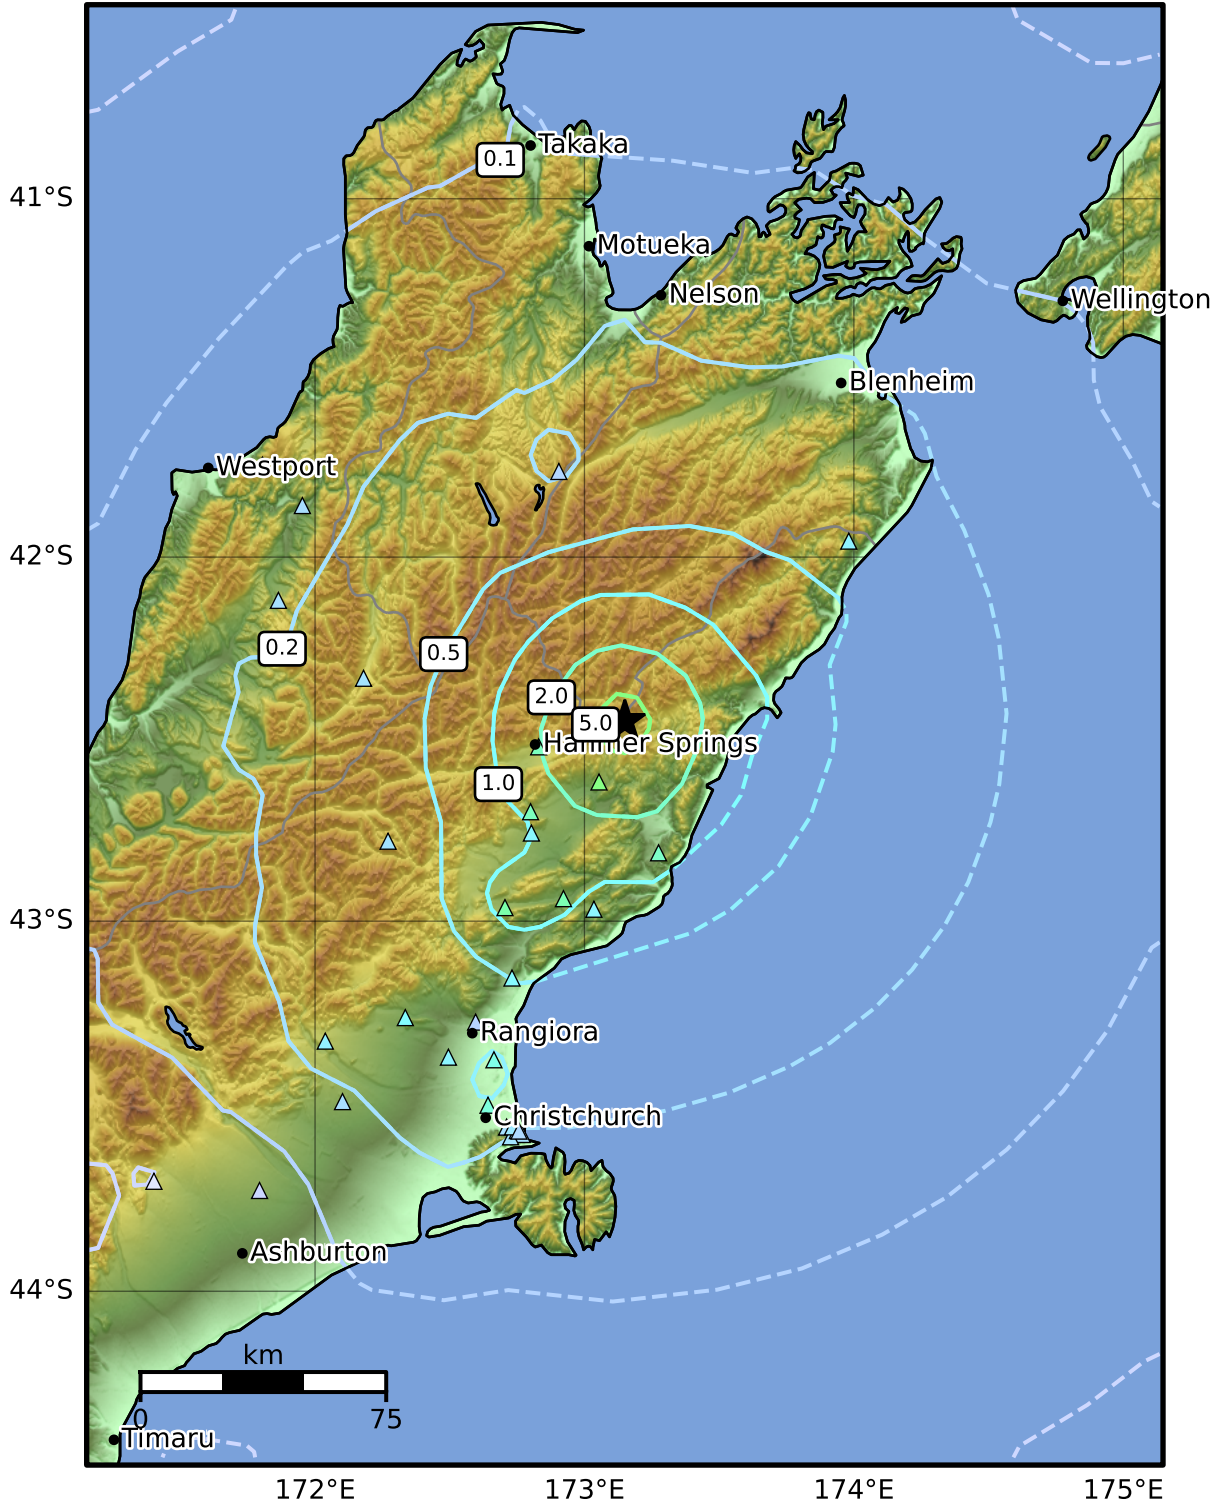 0.1
Takaka
41°S
Motueka
Nelson
Wellington
Blenheim
Westport
42°S
0.2
0.5
2.0
5.0
Hanmer Springs
1.0
43°S
Rangiora
Christchurch
Ashburton
44°S
km
0 75
Timaru
172°E 173°E 174°E 175°E